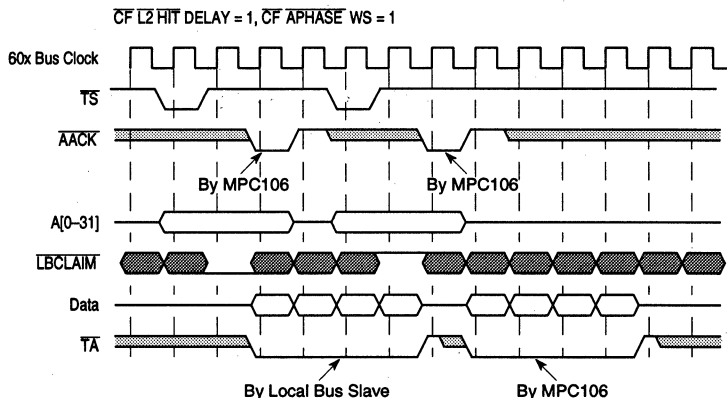 CF L2 HIT DELAY = 1, CF APHASE WS = 1
60x Bus Clock
TS
AACK
By MPC106
By MPC106
A[0–31]
LBCLAIM
Data
TA
By Local Bus Slave
By MPC106